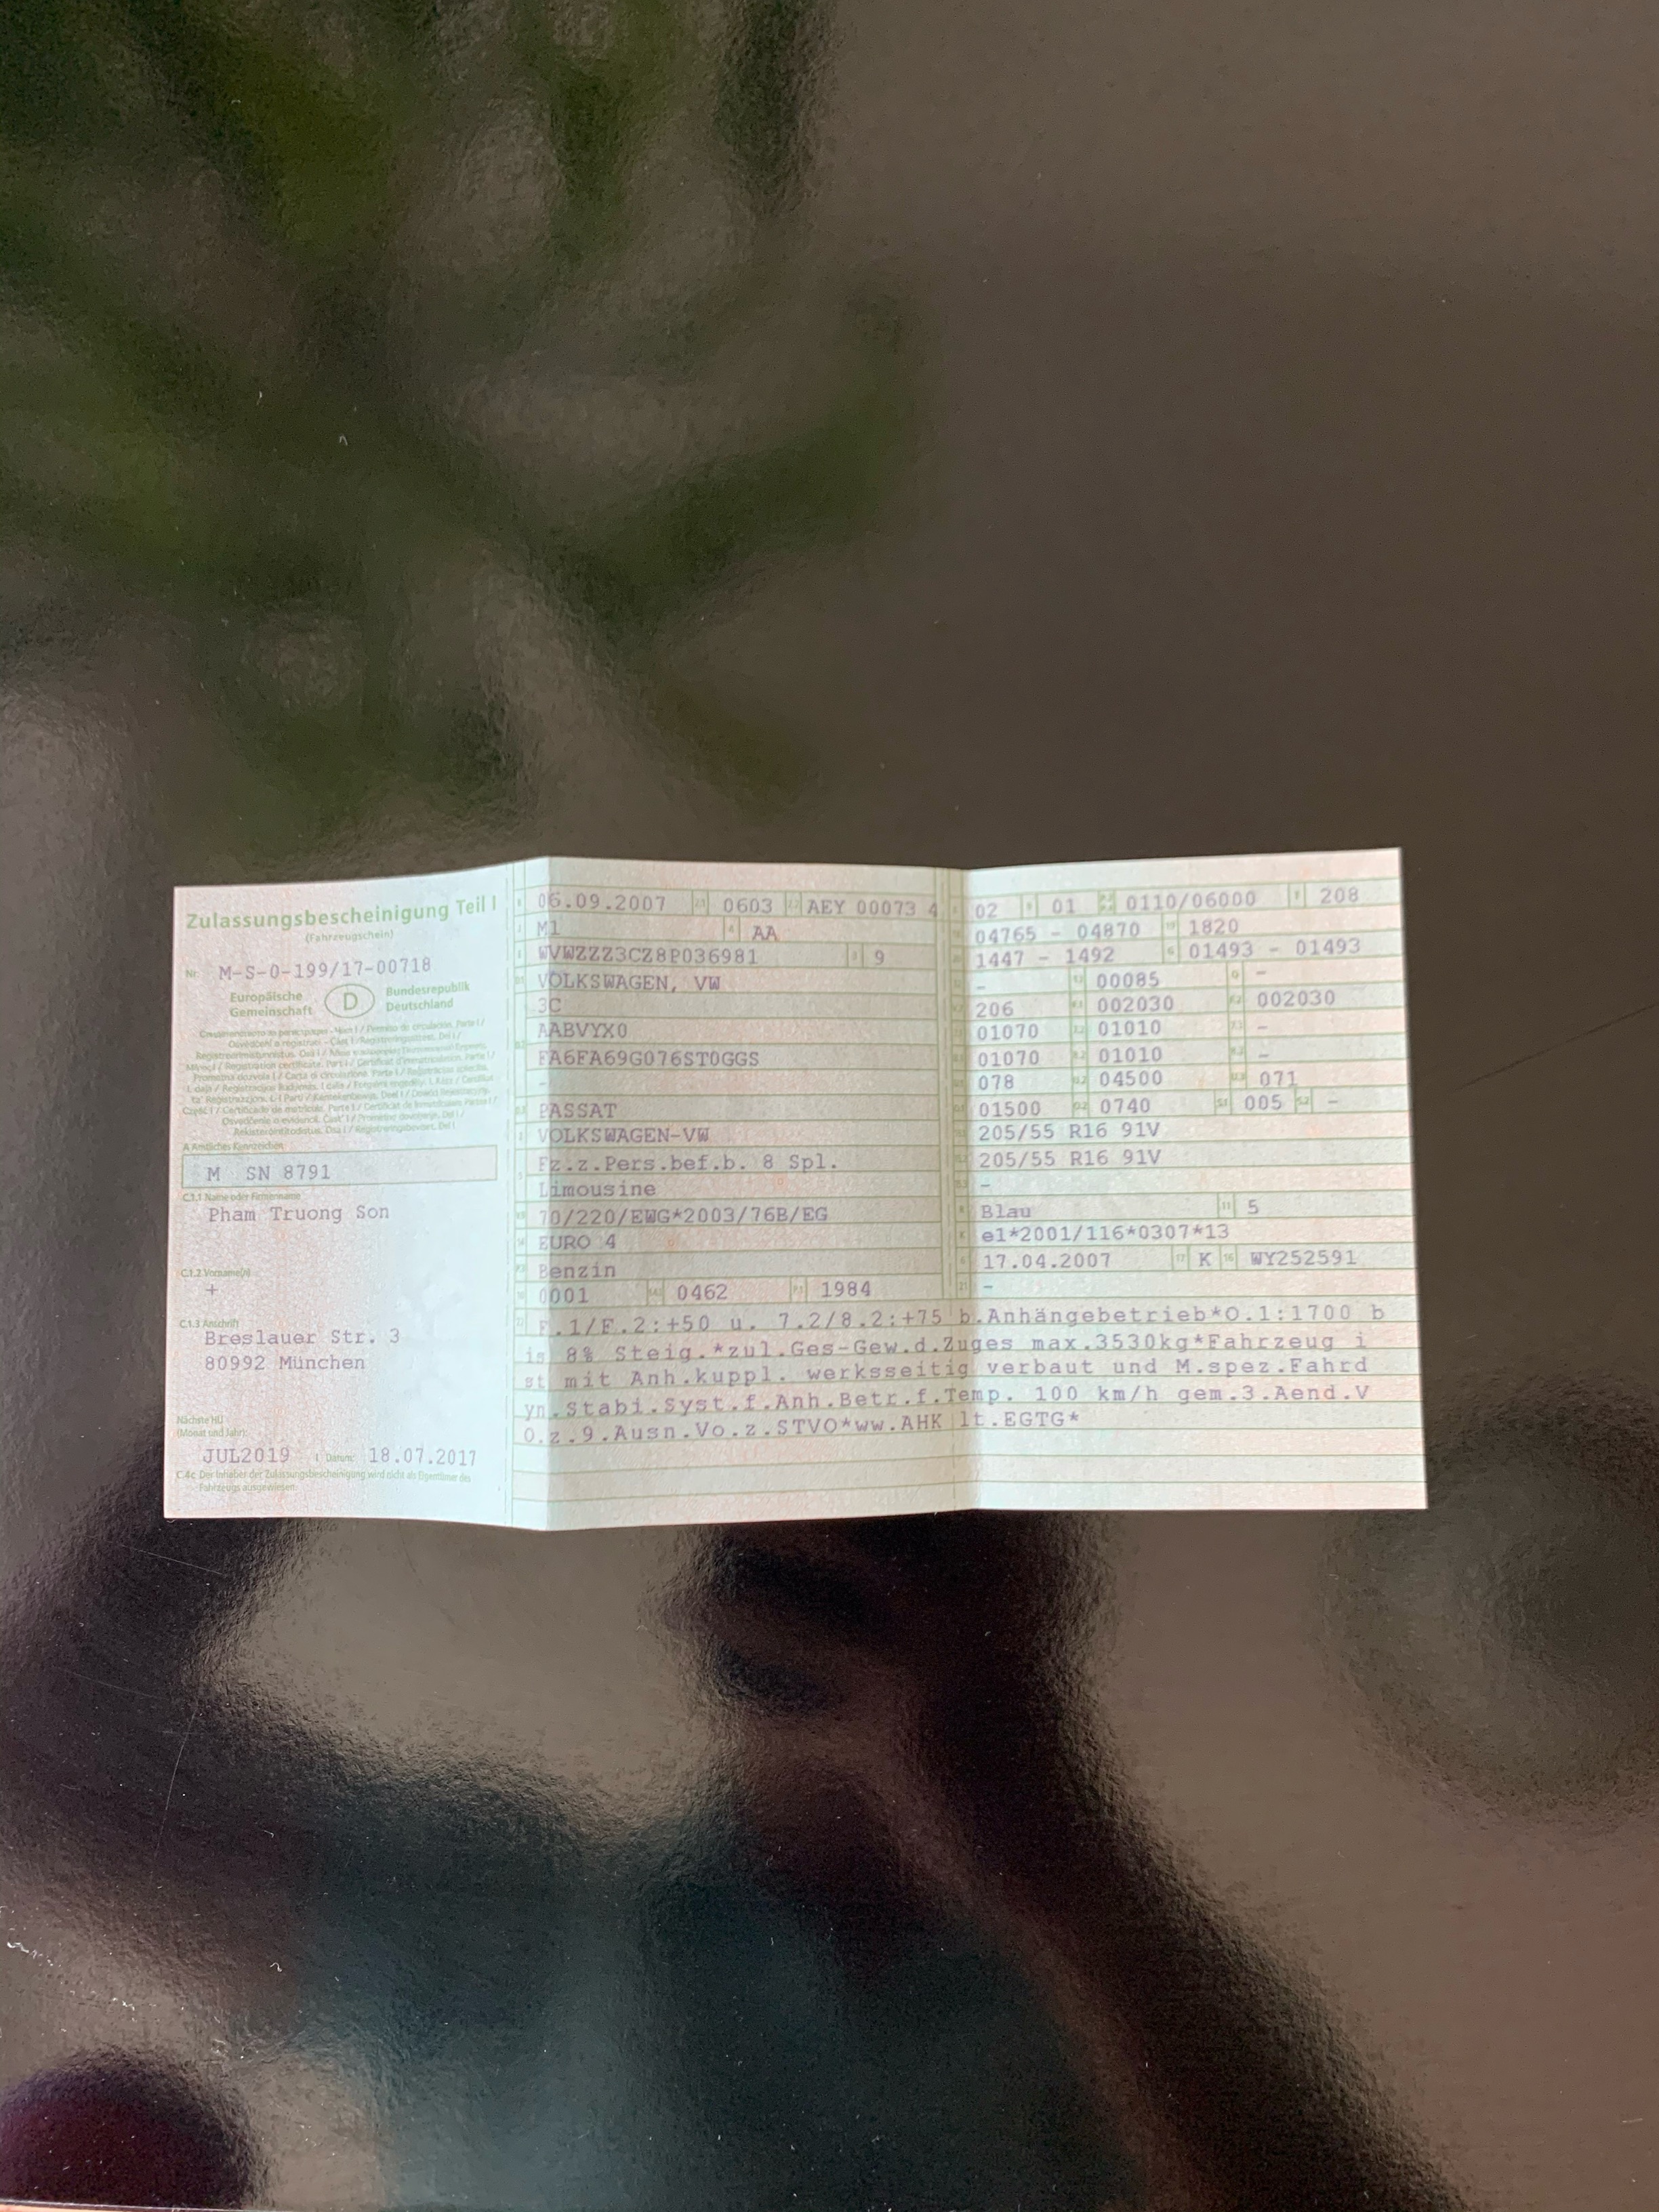 Zulassungsbescheinigung Teil I
(Fahrzeugschein)
Nr. M-S-O-199/17-00718
Europäische Gemeinschaft D Bundesrepublik Deutschland
A Amtliches Kennzeichen
M SN 8791
C.1.1 Name oder Firmenname
Pham Truong Son
C.1.2 Vorname(n)
+
C.1.3 Anschrift
Breslauer Str. 3
80992 München
Nächste HU
(Monat und Jahr):
JUL2019 I Datum: 18.07.2017
C.4c Der Inhaber der Zulassungsbescheinigung wird nicht als Eigentümer des
Fahrzeugs ausgewiesen.
06.09.2007 0603 AEY 00073 4
M1 AA
WVWZZZ3CZ8P036981 9
VOLKSWAGEN, VW
3C
AABVYX0
FA6FA69G076ST0GGS
-
PASSAT
VOLKSWAGEN-VW
Fz.z.Pers.bef.b. 8 Spl.
Limousine
70/220/EWG*2003/76B/EG
EURO 4
Benzin
0001 0462 1984
02 01 0110/06000 208
04765 - 04870 1820
1447 - 1492 01493 - 01493
- 00085 -
206 002030 002030
01070 01010 -
01070 01010 -
078 04500 071
01500 0740 005 -
205/55 R16 91V
205/55 R16 91V
-
Blau 5
e1*2001/116*0307*13
17.04.2007 K WY252591
-
F.1/F.2:+50 u. 7.2/8.2:+75 b.Anhängebetrieb*O.1:1700 b
is 8% Steig.*zul.Ges-Gew.d.Zuges max.3530kg*Fahrzeug i
st mit Anh.kuppl. werksseitig verbaut und M.spez.Fahrd
yn.Stabi.Syst.f.Anh.Betr.f.Temp. 100 km/h gem.3.Aend.V
O.z.9.Ausn.Vo.z.STVO*ww.AHK lt.EGTG*